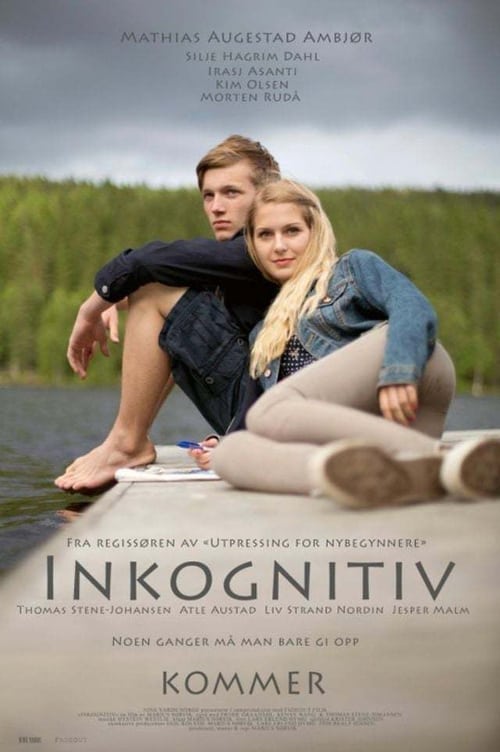 MATHIAS AUGESTAD AMBJØR
SILJE HAGRIM DAHL
IRASJ ASANTI
KIM OLSEN
MORTEN RUDÅ
FRA REGISSØREN AV «UTPRESSING FOR NYBEGYNNERE»
INKOGNITIV
THOMAS STENE-JOHANSEN ATLE AUSTAD LIV STRAND NORDIN JESPER MALM
NOEN GANGER MÅ MAN BARE GI OPP
KOMMER
FADEOUT